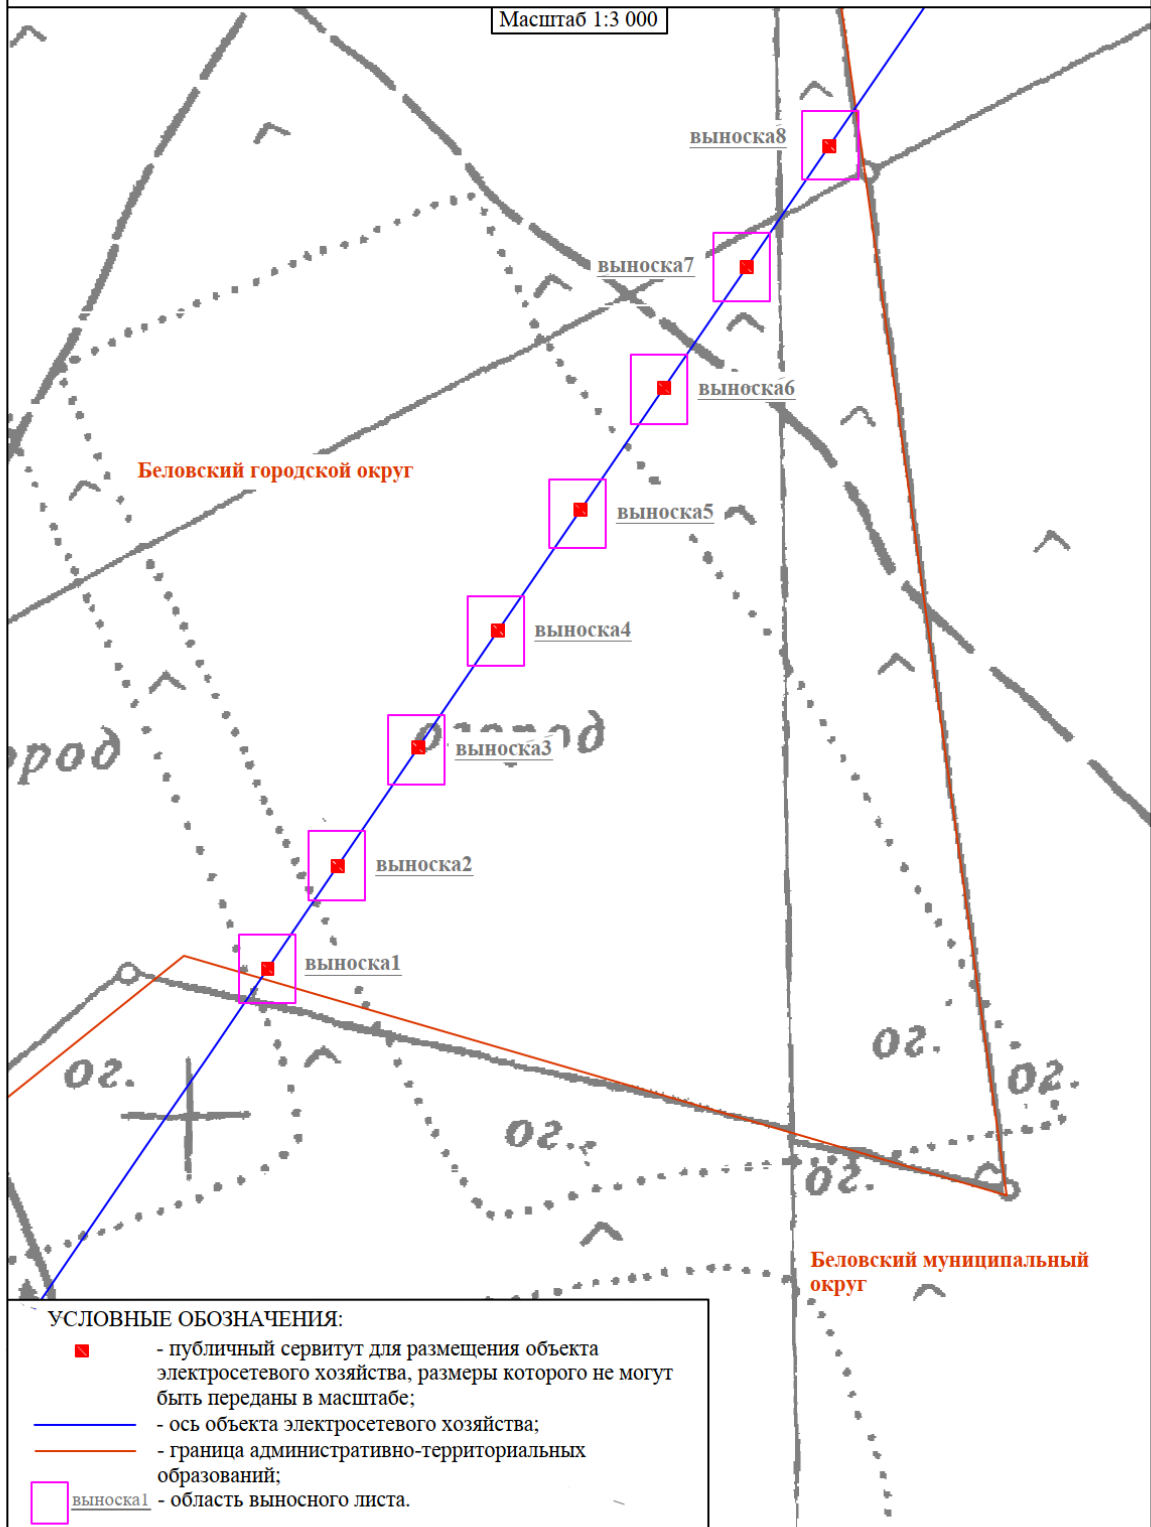 Масштаб 1:3 000
выноска8
выноска7
выноска6
Беловский городской округ
выноска5
выноска4
огород
ород
выноска3
выноска2
выноска1
ог.
ог.
ог.
ог.
ог.
Беловский муниципальный
округ
УСЛОВНЫЕ ОБОЗНАЧЕНИЯ:
- публичный сервитут для размещения объекта
электросетевого хозяйства, размеры которого не могут
быть переданы в масштабе;
- ось объекта электросетевого хозяйства;
- граница административно-территориальных
образований;
выноска1 - область выносного листа.